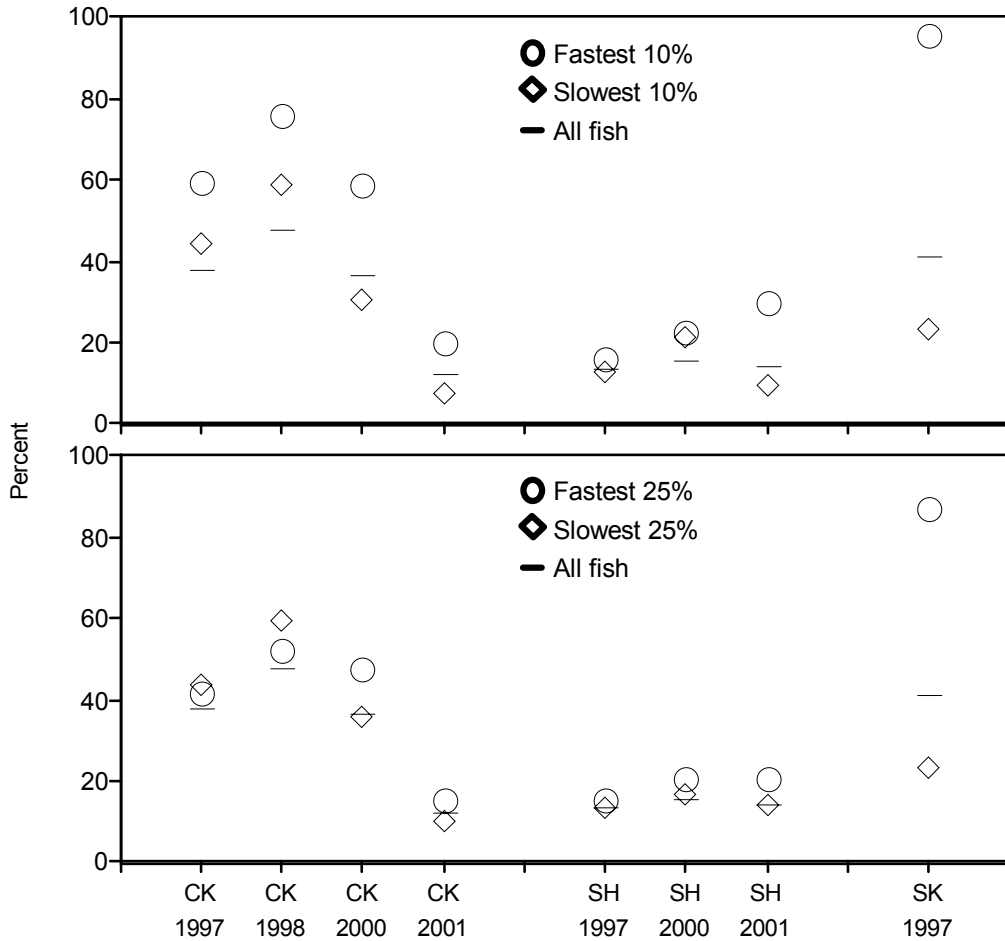 100
80
60
40
20
0
Fastest 10%
Slowest 10%
All fish
Percent
100
80
60
40
20
0
Fastest 25%
Slowest 25%
All fish
CK CK CK CK SH SH SH SK
1997 1998 2000 2001 1997 2000 2001 1997